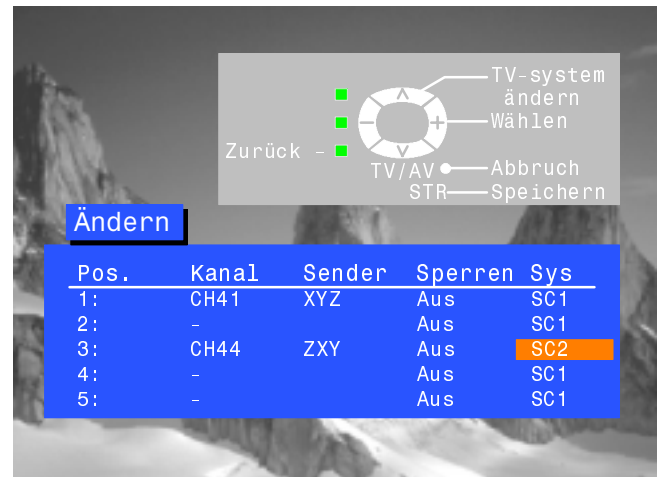 TV-system
ändern
Wählen
Zurück -
TV/AV Abbruch
STR Speichern
Ändern
Pos. Kanal Sender Sperren Sys
1: CH41 XYZ Aus SC1
2: - Aus SC1
3: CH44 ZXY Aus SC2
4: - Aus SC1
5: - Aus SC1